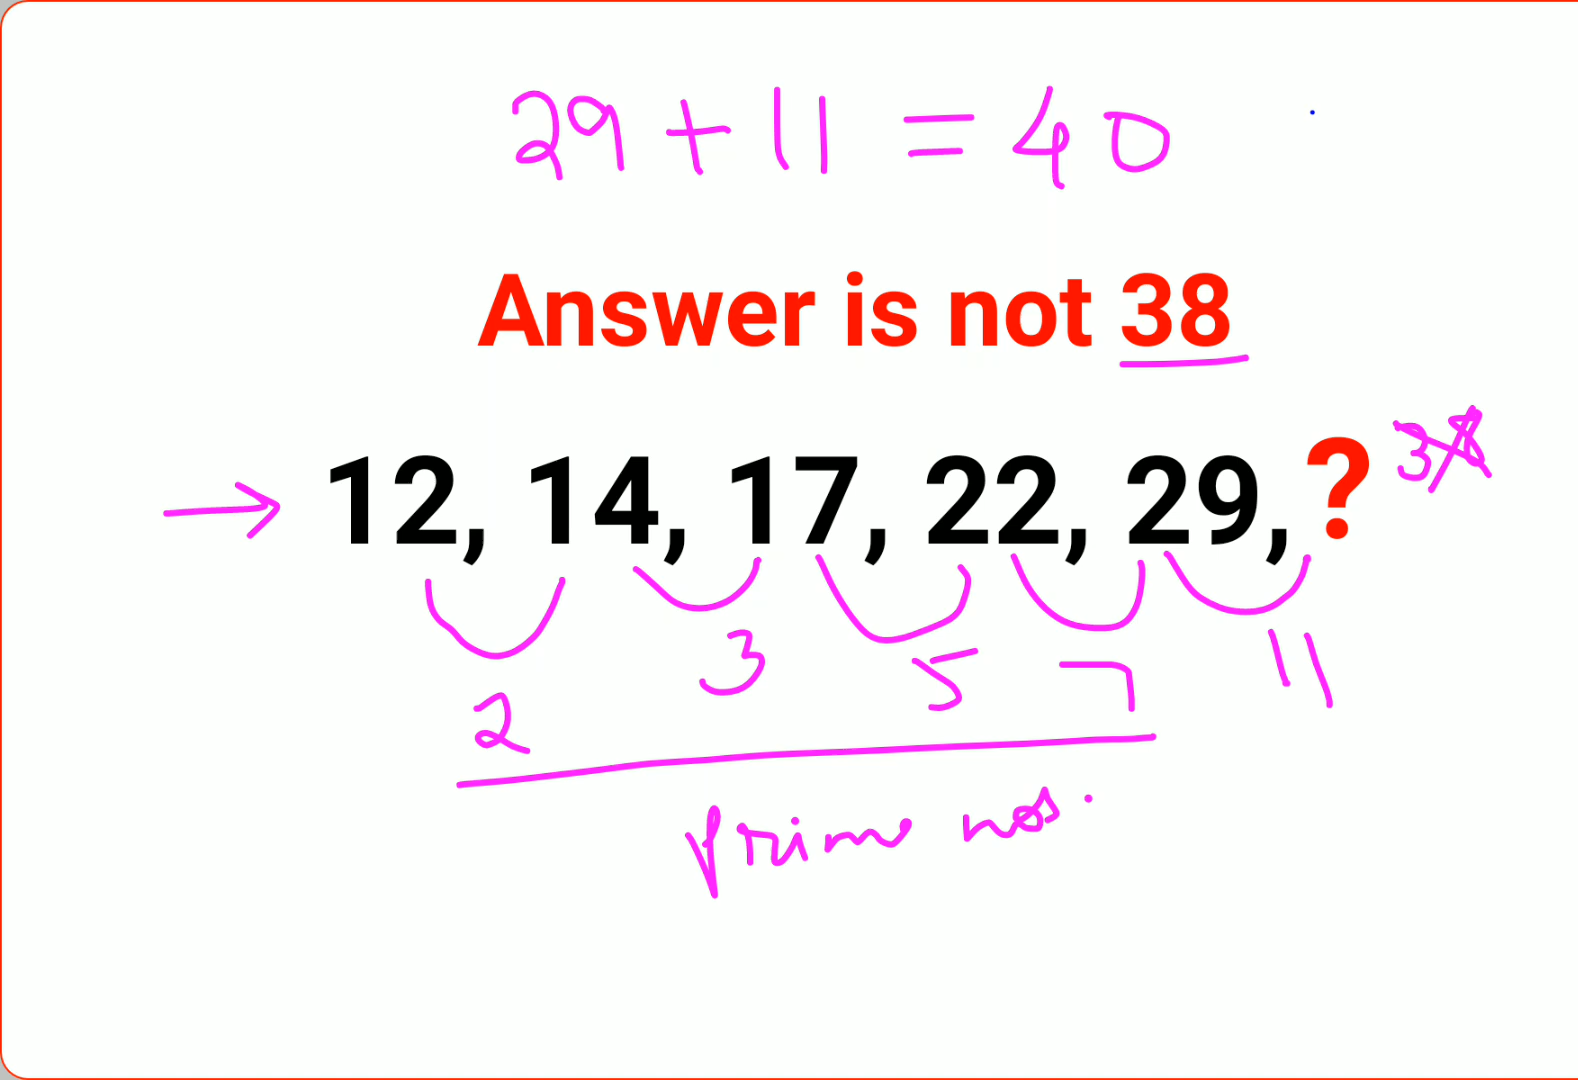 29 + 11 = 40
Answer is not 38
→ 12, 14, 17, 22, 29, ? 38
2 3 5 7 11
prime nos.